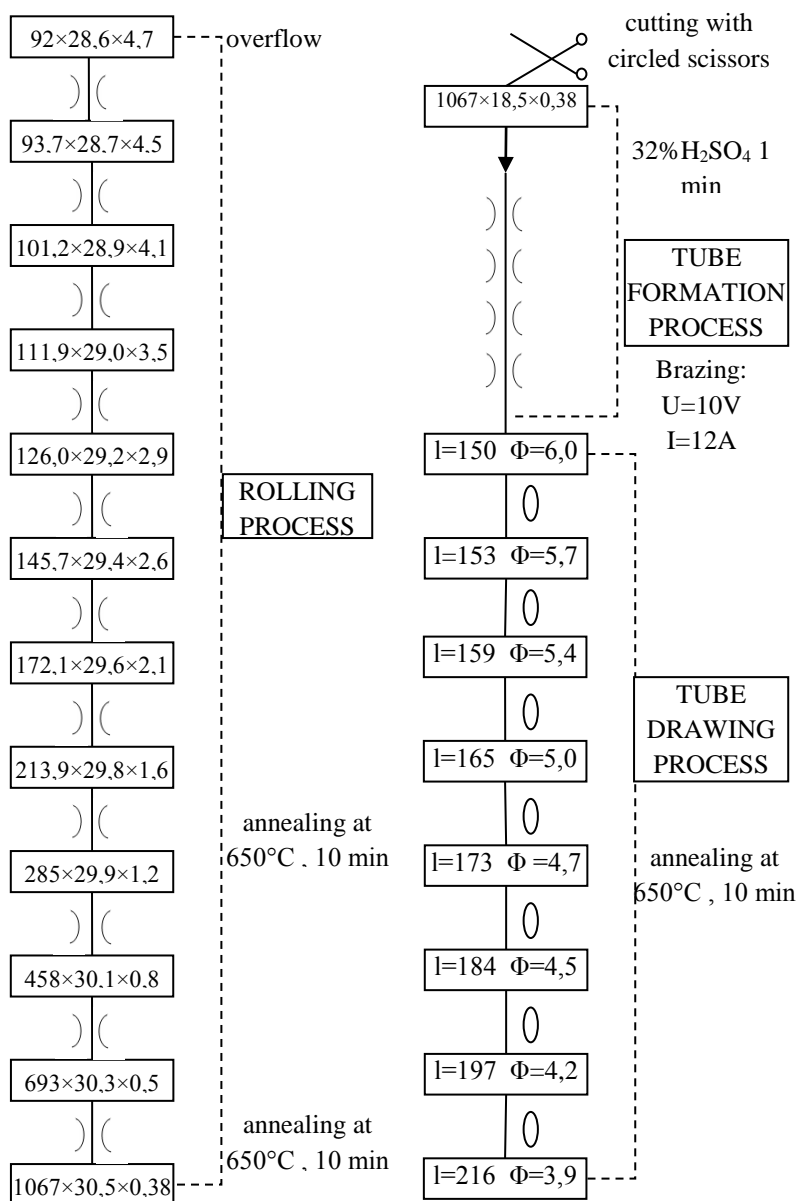 92×28,6×4,7
overflow
93,7×28,7×4,5
101,2×28,9×4,1
111,9×29,0×3,5
126,0×29,2×2,9
ROLLING
PROCESS
145,7×29,4×2,6
172,1×29,6×2,1
213,9×29,8×1,6
annealing at
650°C , 10 min
285×29,9×1,2
458×30,1×0,8
693×30,3×0,5
annealing at
650°C , 10 min
1067×30,5×0,38
cutting with
circled scissors
1067×18,5×0,38
32%H₂SO₄ 1
min
TUBE
FORMATION
PROCESS
Brazing:
U=10V
I=12A
l=150 Φ=6,0
l=153 Φ=5,7
l=159 Φ=5,4
TUBE
DRAWING
PROCESS
l=165 Φ=5,0
l=173 Φ =4,7
annealing at
650°C , 10 min
l=184 Φ=4,5
l=197 Φ=4,2
l=216 Φ=3,9